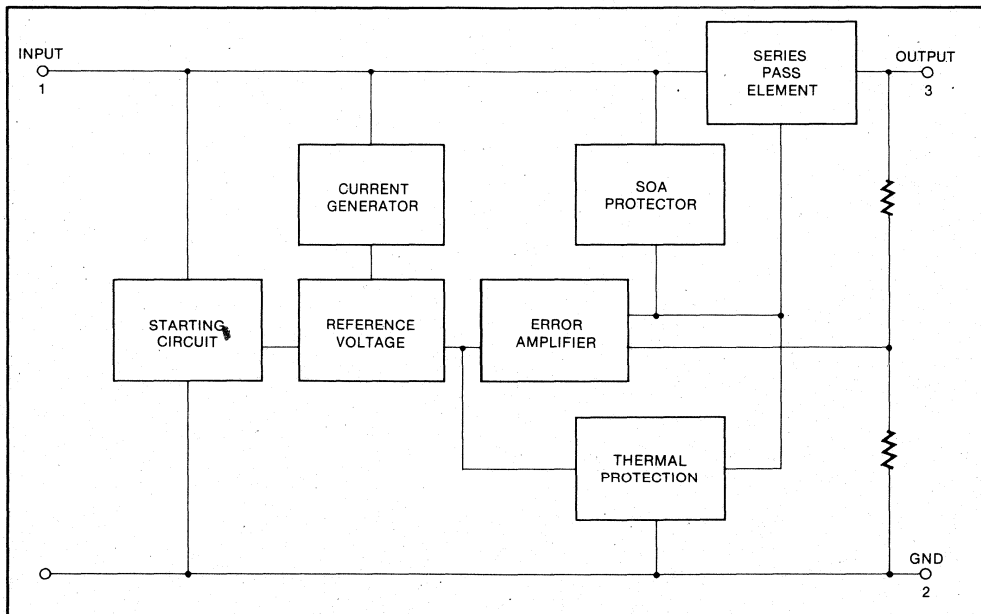 INPUT
1
SERIES
PASS
ELEMENT
OUTPUT
3
CURRENT
GENERATOR
SOA
PROTECTOR
STARTING
CIRCUIT
REFERENCE
VOLTAGE
ERROR
AMPLIFIER
THERMAL
PROTECTION
GND
2